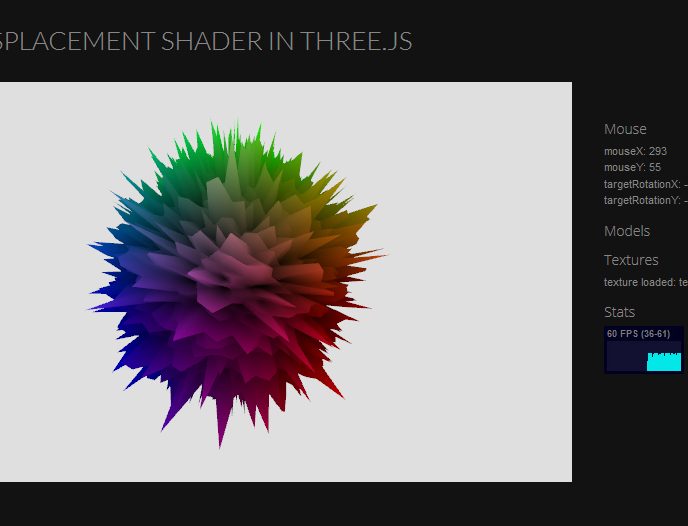 SPLACEMENT SHADER IN THREE.JS
Mouse
mouseX: 293
mouseY: 55
targetRotationX: -
targetRotationY: -
Models
Textures
texture loaded: te
Stats
60 FPS (36-61)